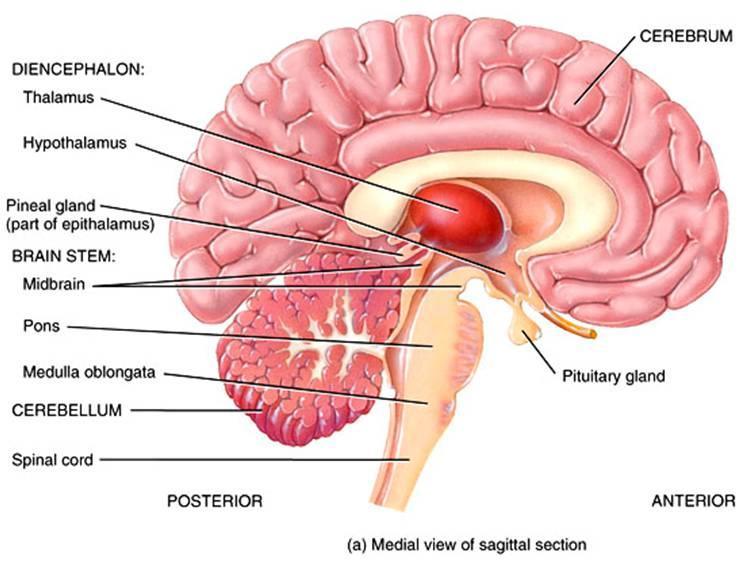 CEREBRUM
DIENCEPHALON:
Thalamus
Hypothalamus
Pineal gland
(part of epithalamus)
BRAIN STEM:
Midbrain
Pons
Medulla oblongata
Pituitary gland
CEREBELLUM
Spinal cord
POSTERIOR
ANTERIOR
(a) Medial view of sagittal section